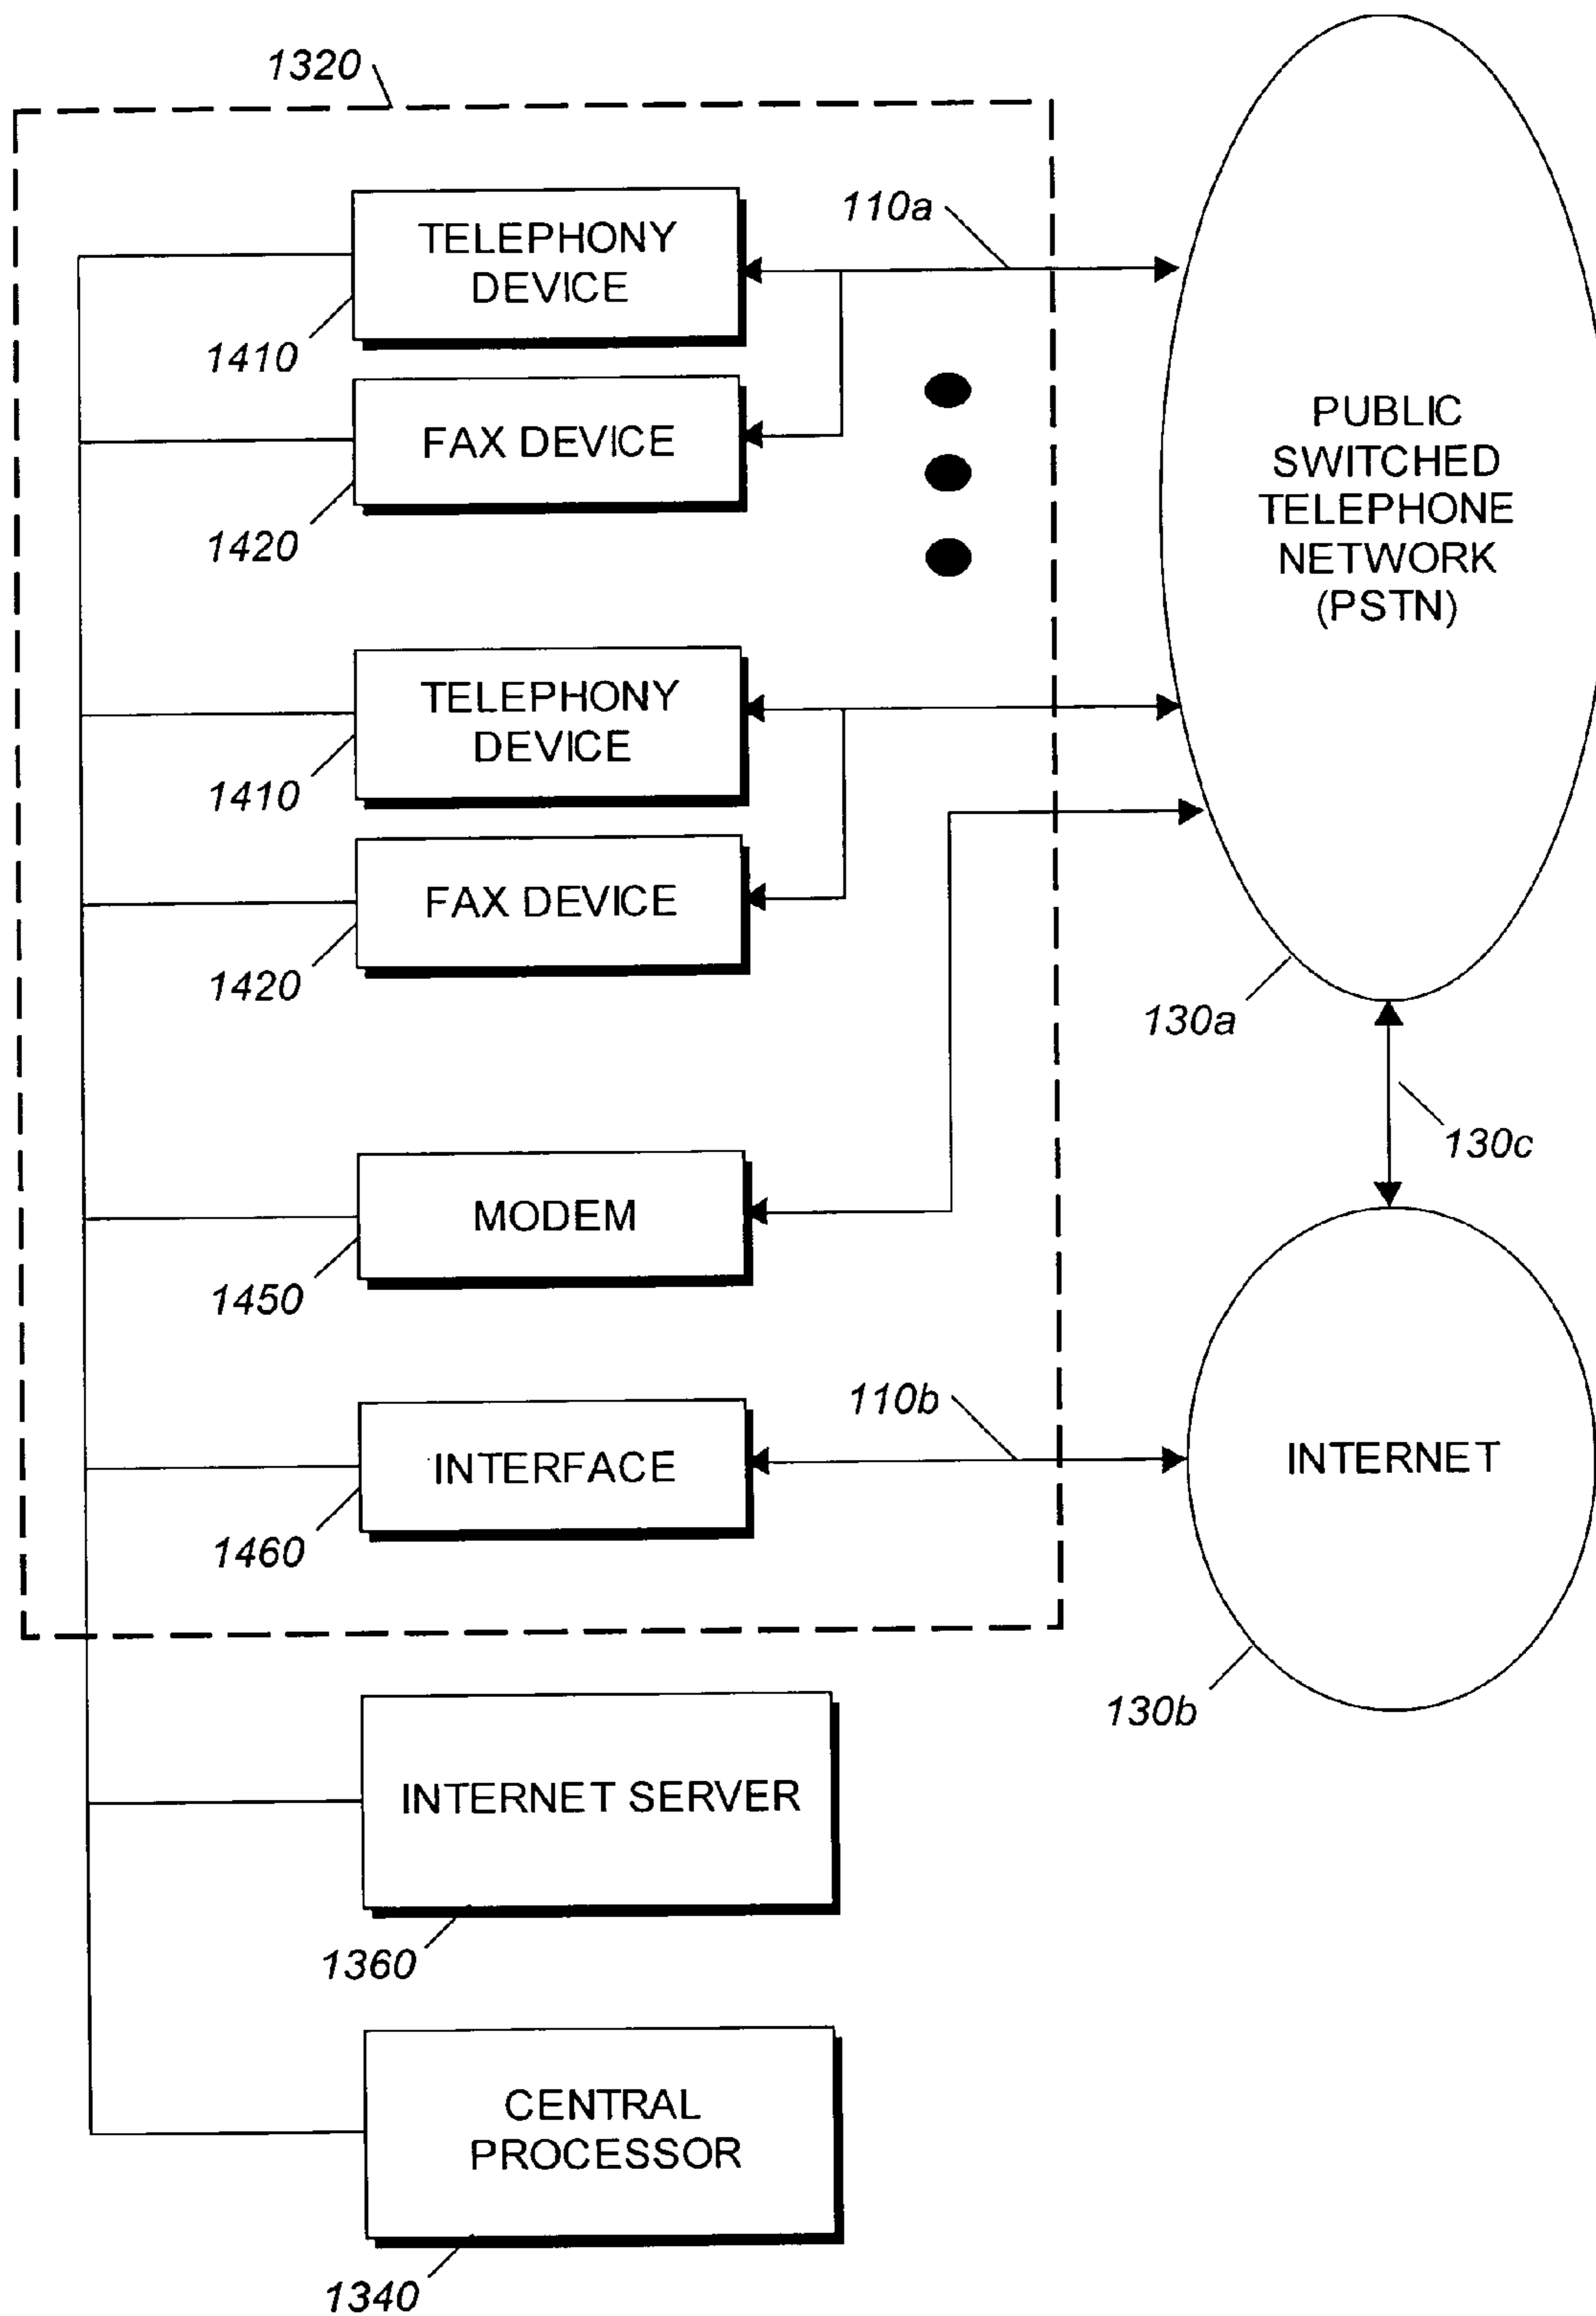 1320
110a
TELEPHONY
DEVICE
1410
FAX DEVICE
1420
PUBLIC
SWITCHED
TELEPHONE
NETWORK
(PSTN)
TELEPHONY
DEVICE
1410
FAX DEVICE
1420
130a
130c
MODEM
1450
110b
INTERFACE
1460
INTERNET
130b
INTERNET SERVER
1360
CENTRAL
PROCESSOR
1340